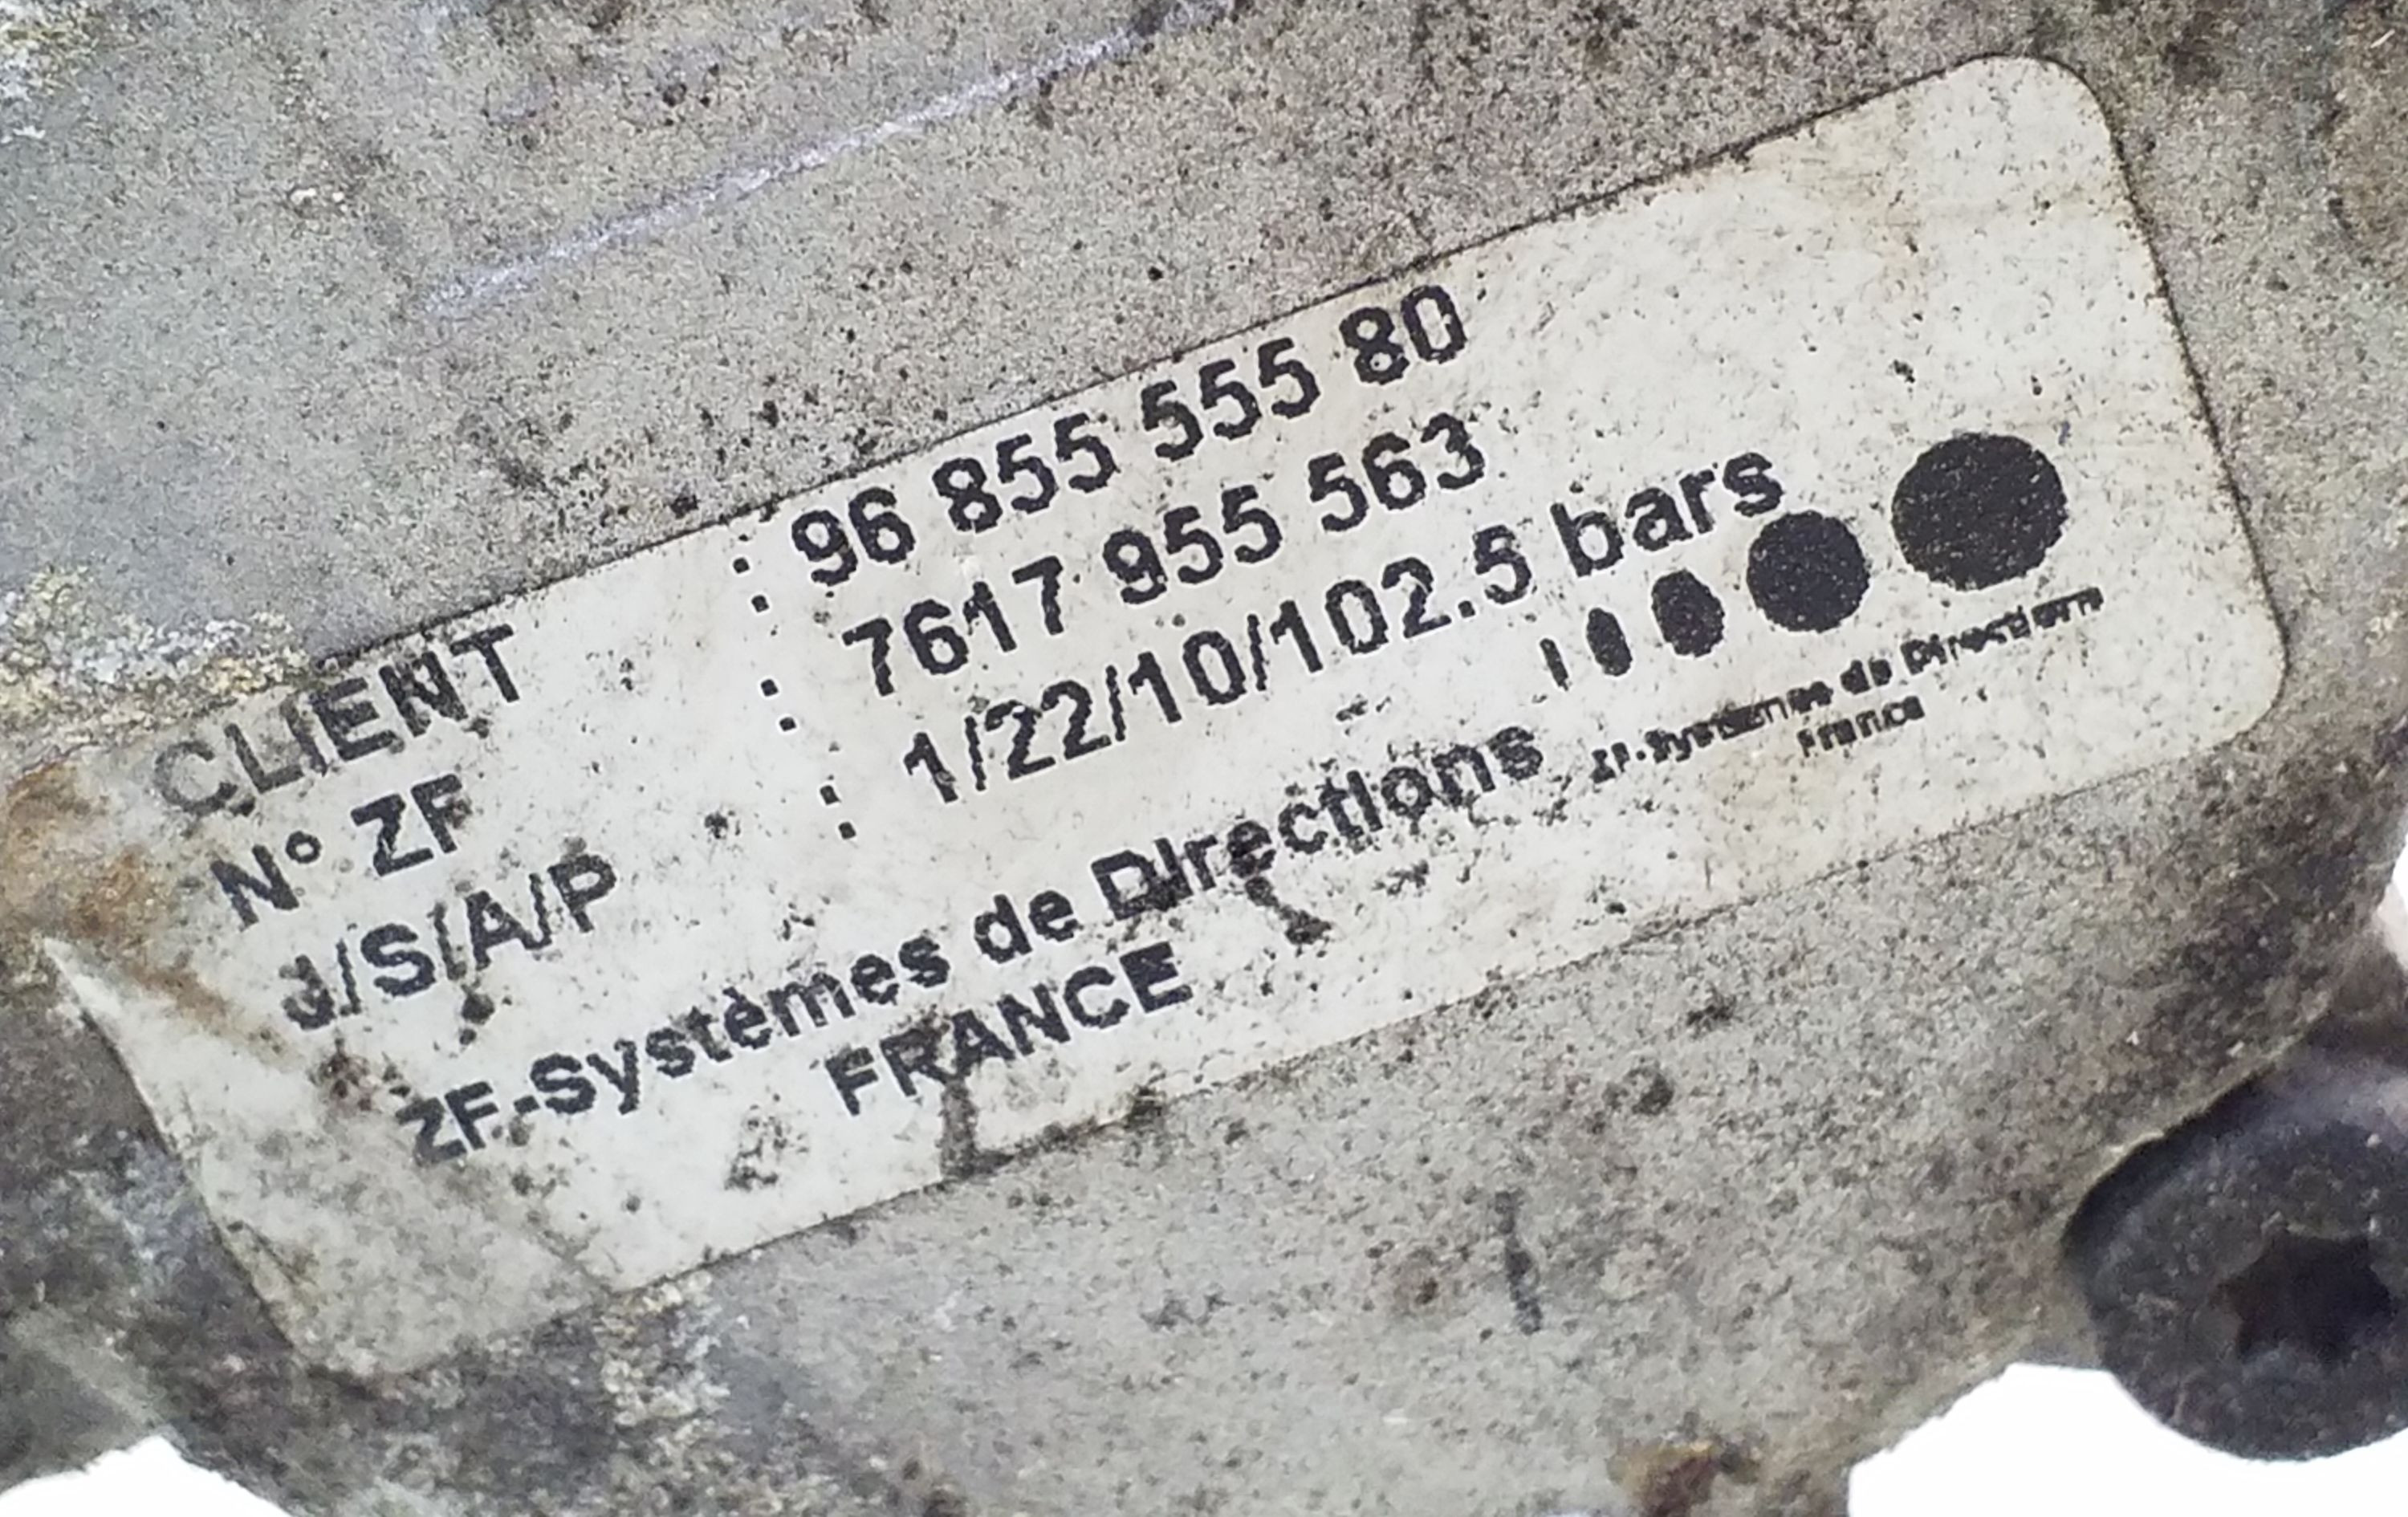 CLIENT : 96 855 555 80
N° ZF : 7617 955 563
J/S/A/P : 1/22/10/102.5 bars
ZF-Systèmes de Directions
FRANCE
ZF-Systèmes de Directions
France